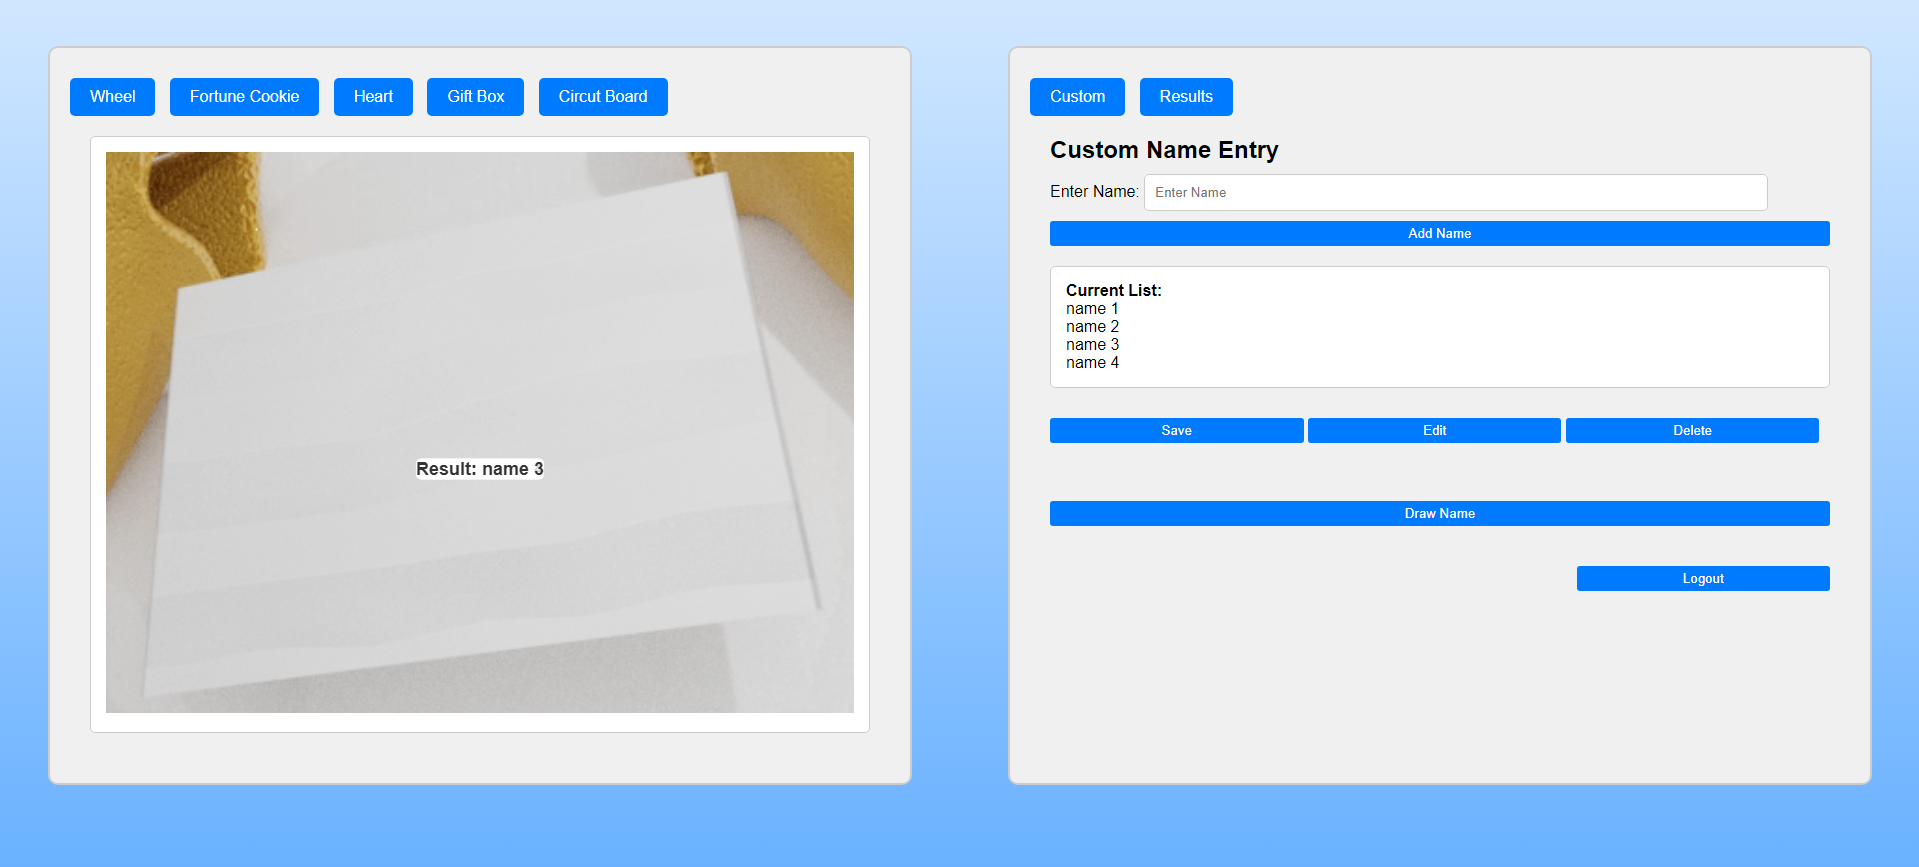 Wheel Fortune Cookie Heart Gift Box Circut Board
Result: name 3
Custom Results
Custom Name Entry
Enter Name: Enter Name
Add Name
Current List:
name 1
name 2
name 3
name 4
Save Edit Delete
Draw Name
Logout